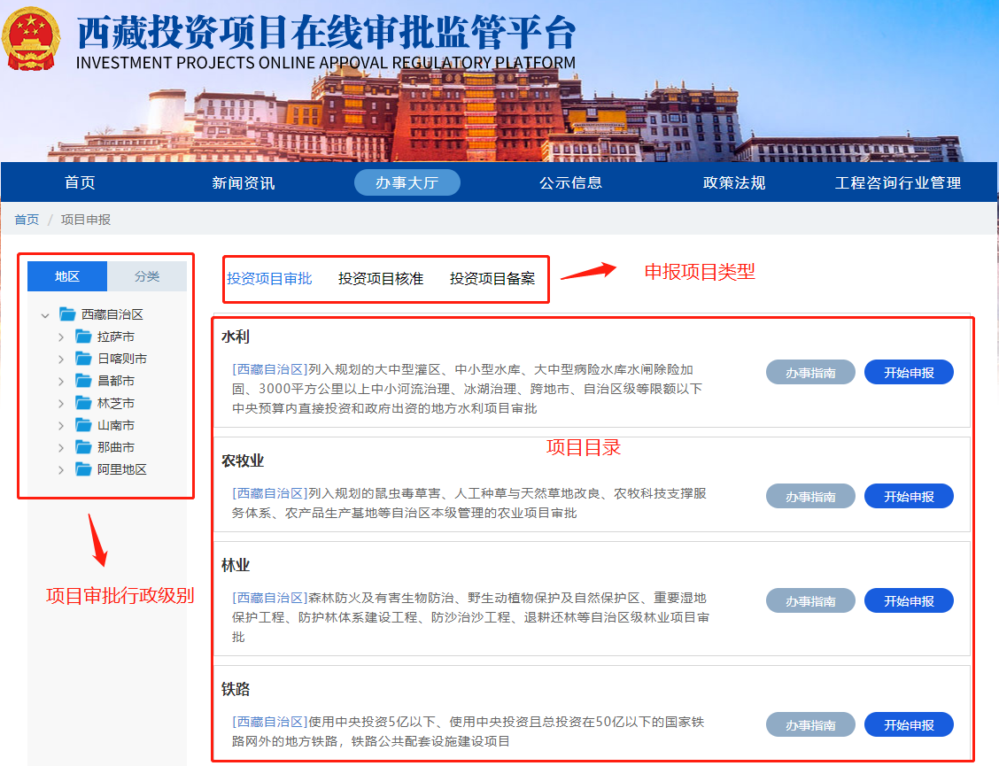 西藏投资项目在线审批监管平台
INVESTMENT PROJECTS ONLINE APPOVAL REGULATORY PLATFORM
首页 新闻资讯 办事大厅 公示信息 政策法规 工程咨询行业管理
首页 / 项目申报
地区 分类
西藏自治区
拉萨市
日喀则市
昌都市
林芝市
山南市
那曲市
阿里地区
项目审批行政级别
投资项目审批 投资项目核准 投资项目备案
申报项目类型
水利
[西藏自治区]列入规划的大中型灌区、中小型水库、大中型病险水库水闸除险加
固、3000平方公里以上中小河流治理、冰湖治理、跨地市、自治区级等限额以下
中央预算内直接投资和政府出资的地方水利项目审批
办事指南 开始申报
项目目录
农牧业
[西藏自治区]列入规划的鼠虫毒草害、人工种草与天然草地改良、农牧科技支撑服
务体系、农产品生产基地等自治区本级管理的农业项目审批
办事指南 开始申报
林业
[西藏自治区]森林防火及有害生物防治、野生动植物保护及自然保护区、重要湿地
保护工程、防护林体系建设工程、防沙治沙工程、退耕还林等自治区级林业项目审
批
办事指南 开始申报
铁路
[西藏自治区]使用中央投资5亿以下、使用中央投资且总投资在50亿以下的国家铁
路网外的地方铁路，铁路公共配套设施建设项目
办事指南 开始申报